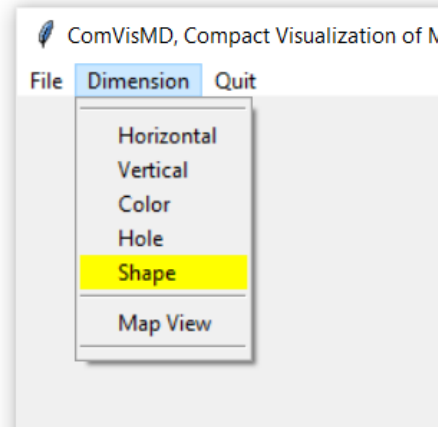 ComVisMD, Compact Visualization of
File Dimension Quit
Horizontal
Vertical
Color
Hole
Shape
Map View